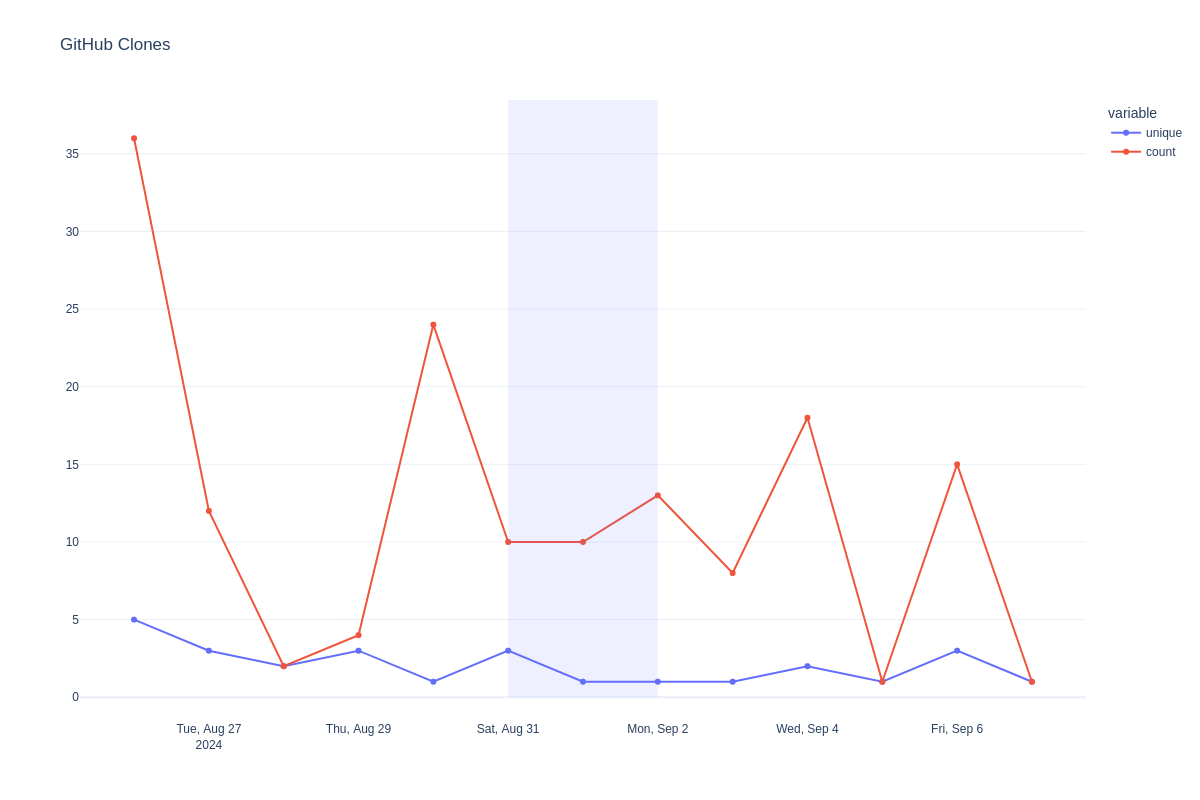 GitHub Clones
variable
unique
count
35
30
25
20
15
10
5
0
Tue, Aug 27
2024
Thu, Aug 29
Sat, Aug 31
Mon, Sep 2
Wed, Sep 4
Fri, Sep 6